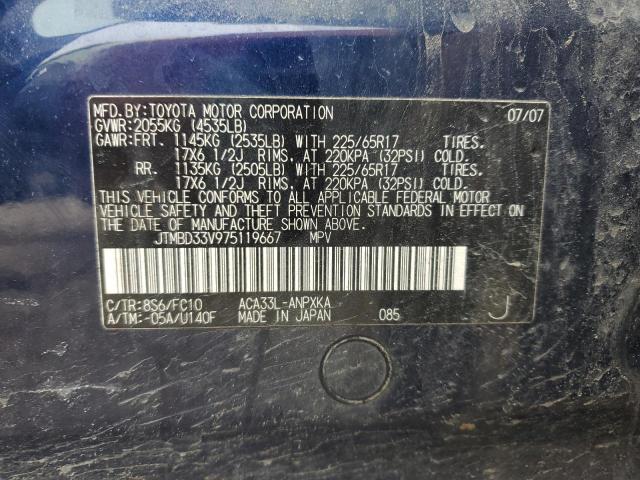 MFD.BY:TOYOTA MOTOR CORPORATION 07/07
GVWR:2055KG (4535LB)
GAWR:FRT. 1145KG (2535LB) WITH 225/65R17 TIRES.
17X6 1/2J RIMS, AT 220KPA (32PSI) COLD.
RR. 1135KG (2505LB) WITH 225/65R17 TIRES.
17X6 1/2J RIMS, AT 220KPA (32PSI) COLD.
THIS VEHICLE CONFORMS TO ALL APPLICABLE FEDERAL MOTOR
VEHICLE SAFETY AND THEFT PREVENTION STANDARDS IN EFFECT ON
THE DATE OF MANUFACTURE SHOWN ABOVE.
JTMBD33V975119667 MPV
C/TR:8S6/FC10 ACA33L-ANPXKA
A/TM:-05A/U140F MADE IN JAPAN 085 J